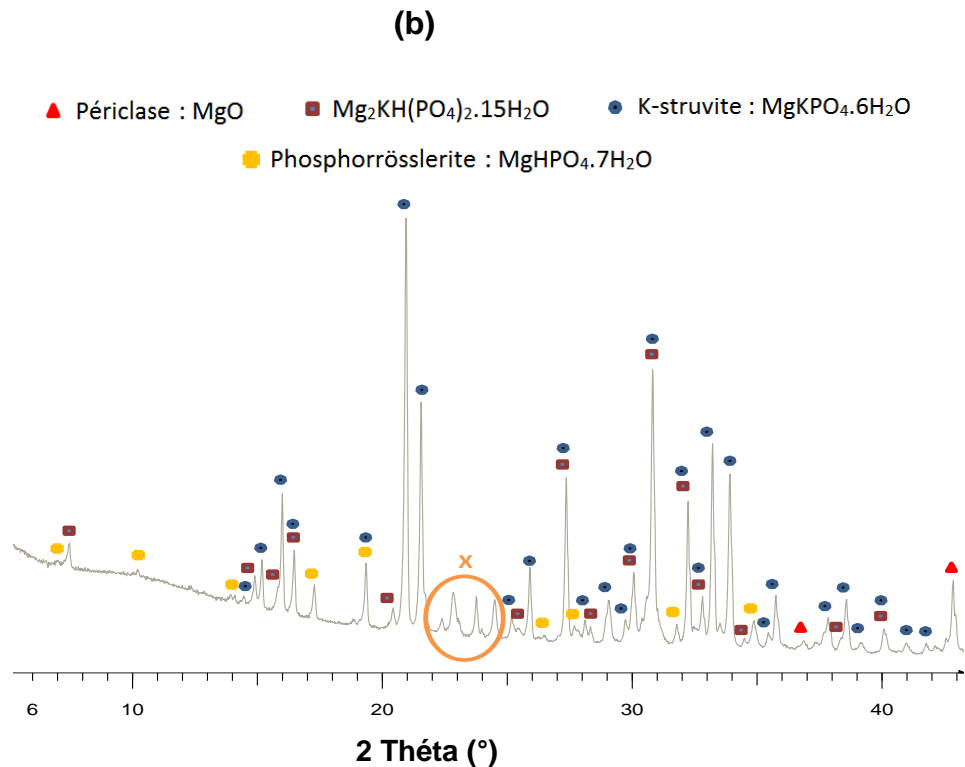 (b)
Périclase : MgO Mg₂KH(PO₄)₂.15H₂O K-struvite : MgKPO₄.6H₂O
Phosphorrösslerite : MgHPO₄.7H₂O
x
6 10 20 30 40
2 Théta (°)